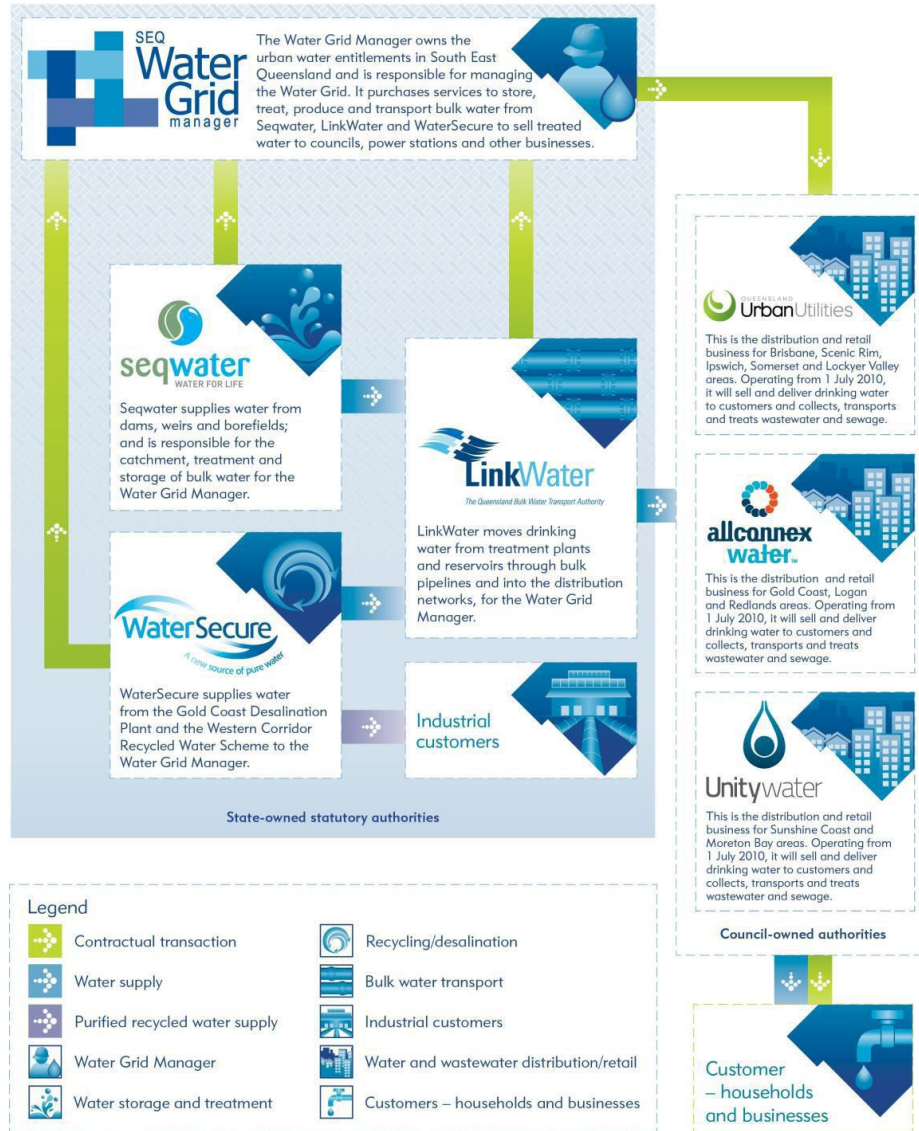 SEQ
Water
Grid
manager
The Water Grid Manager owns the
urban water entitlements in South East
Queensland and is responsible for managing
the Water Grid. It purchases services to store,
treat, produce and transport bulk water from
Seqwater, LinkWater and WaterSecure to sell treated
water to councils, power stations and other businesses.
seqwater
WATER FOR LIFE
Seqwater supplies water from
dams, weirs and borefields;
and is responsible for the
catchment, treatment and
storage of bulk water for the
Water Grid Manager.
LinkWater
The Queensland Bulk Water Transport Authority
LinkWater moves drinking
water from treatment plants
and reservoirs through bulk
pipelines and into the distribution
networks, for the Water Grid
Manager.
WaterSecure
A new source of pure water
WaterSecure supplies water
from the Gold Coast Desalination
Plant and the Western Corridor
Recycled Water Scheme to the
Water Grid Manager.
Industrial
customers
State-owned statutory authorities
QUEENSLAND
UrbanUtilities
This is the distribution and retail
business for Brisbane, Scenic Rim,
Ipswich, Somerset and Lockyer Valley
areas. Operating from 1 July 2010,
it will sell and deliver drinking water
to customers and collects, transports
and treats wastewater and sewage.
allconnex
water™
This is the distribution and retail
business for Gold Coast, Logan
and Redlands areas. Operating from
1 July 2010, it will sell and deliver
drinking water to customers and
collects, transports and treats
wastewater and sewage.
Unitywater
This is the distribution and retail
business for Sunshine Coast and
Moreton Bay areas. Operating from
1 July 2010, it will sell and deliver
drinking water to customers and
collects, transports and treats
wastewater and sewage.
Council-owned authorities
Customer
– households
and businesses
Legend
Contractual transaction
Water supply
Purified recycled water supply
Water Grid Manager
Water storage and treatment
Recycling/desalination
Bulk water transport
Industrial customers
Water and wastewater distribution/retail
Customers – households and businesses